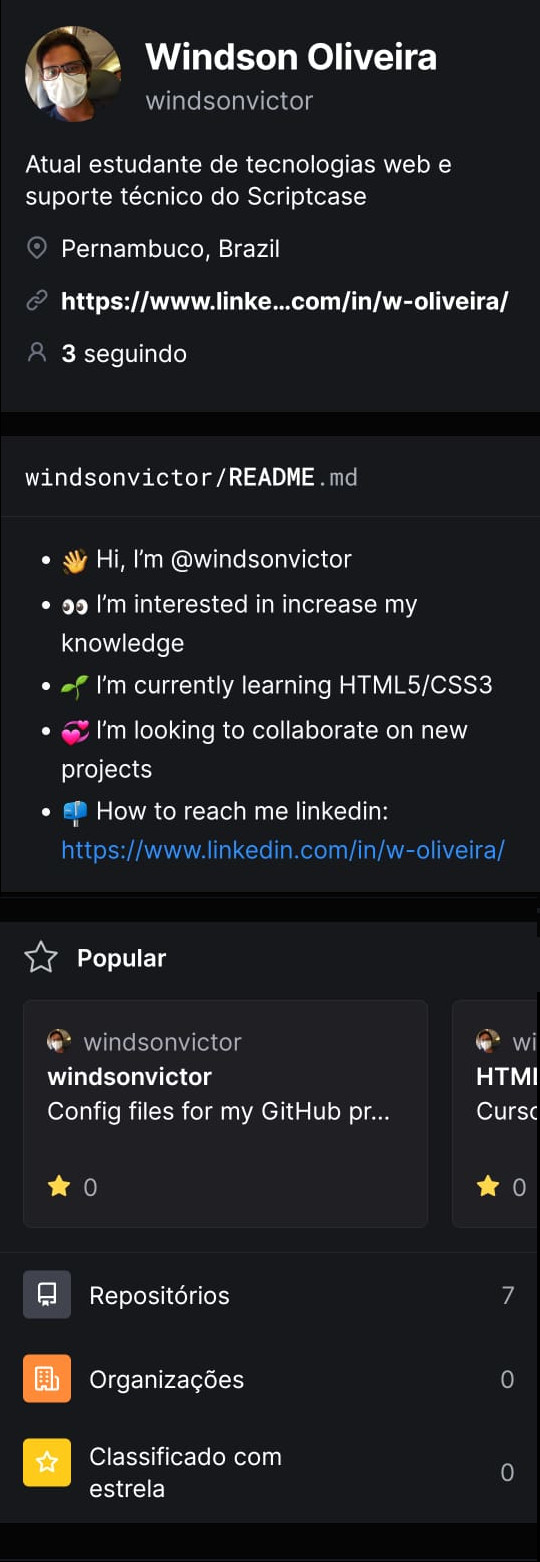 Windson Oliveira
windsonvictor
Atual estudante de tecnologias web e
suporte técnico do Scriptcase
Pernambuco, Brazil
https://www.linke...com/in/w-oliveira/
3 seguindo
windsonvictor/README.md
• 👋 Hi, I’m @windsonvictor
• 👀 I’m interested in increase my
knowledge
• 🌱 I’m currently learning HTML5/CSS3
• 💞️ I’m looking to collaborate on new
projects
• 📫 How to reach me linkedin:
https://www.linkedin.com/in/w-oliveira/
Popular
windsonvictor
windsonvictor
Config files for my GitHub pr...
0
wi
HTML
Curso
0
Repositórios 7
Organizações 0
Classificado com
estrela 0